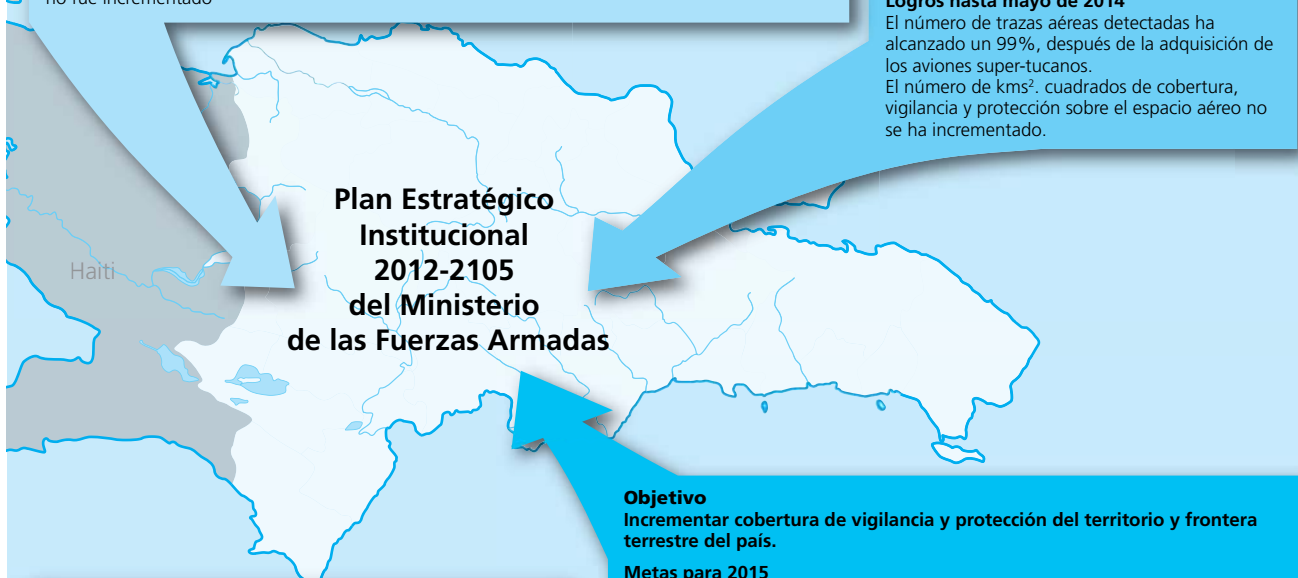 no fue incrementado
Logros hasta mayo de 2014
El número de trazas aéreas detectadas ha
alcanzado un 99%, después de la adquisición de
los aviones super-tucanos.
El número de kms². cuadrados de cobertura,
vigilancia y protección sobre el espacio aéreo no
se ha incrementado.
Plan Estratégico
Institucional
2012-2105
del Ministerio
de las Fuerzas Armadas
Haiti
Objetivo
Incrementar cobertura de vigilancia y protección del territorio y frontera
terrestre del país.
Metas para 2015